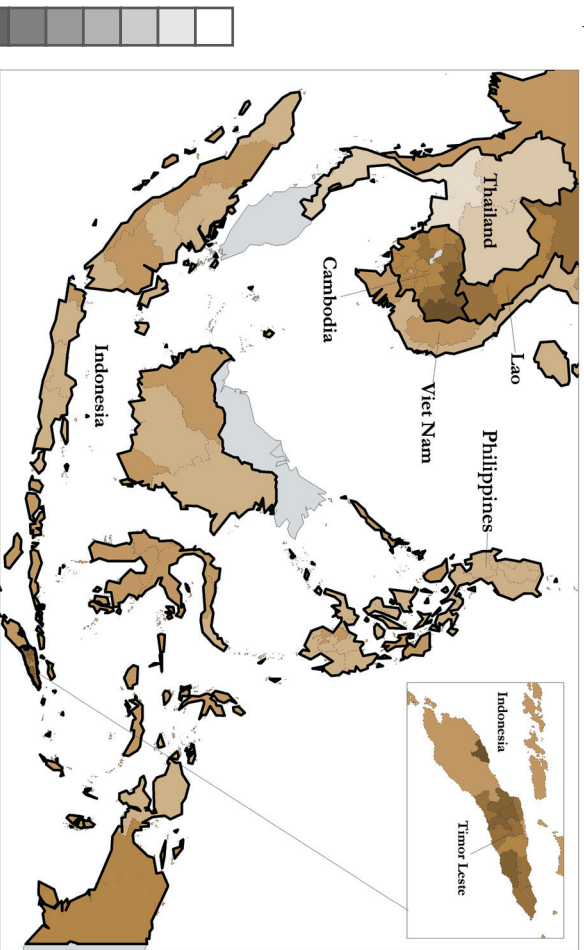 Thailand
Cambodia
Lao
Viet Nam
Philippines
Indonesia
Indonesia
Timor Leste